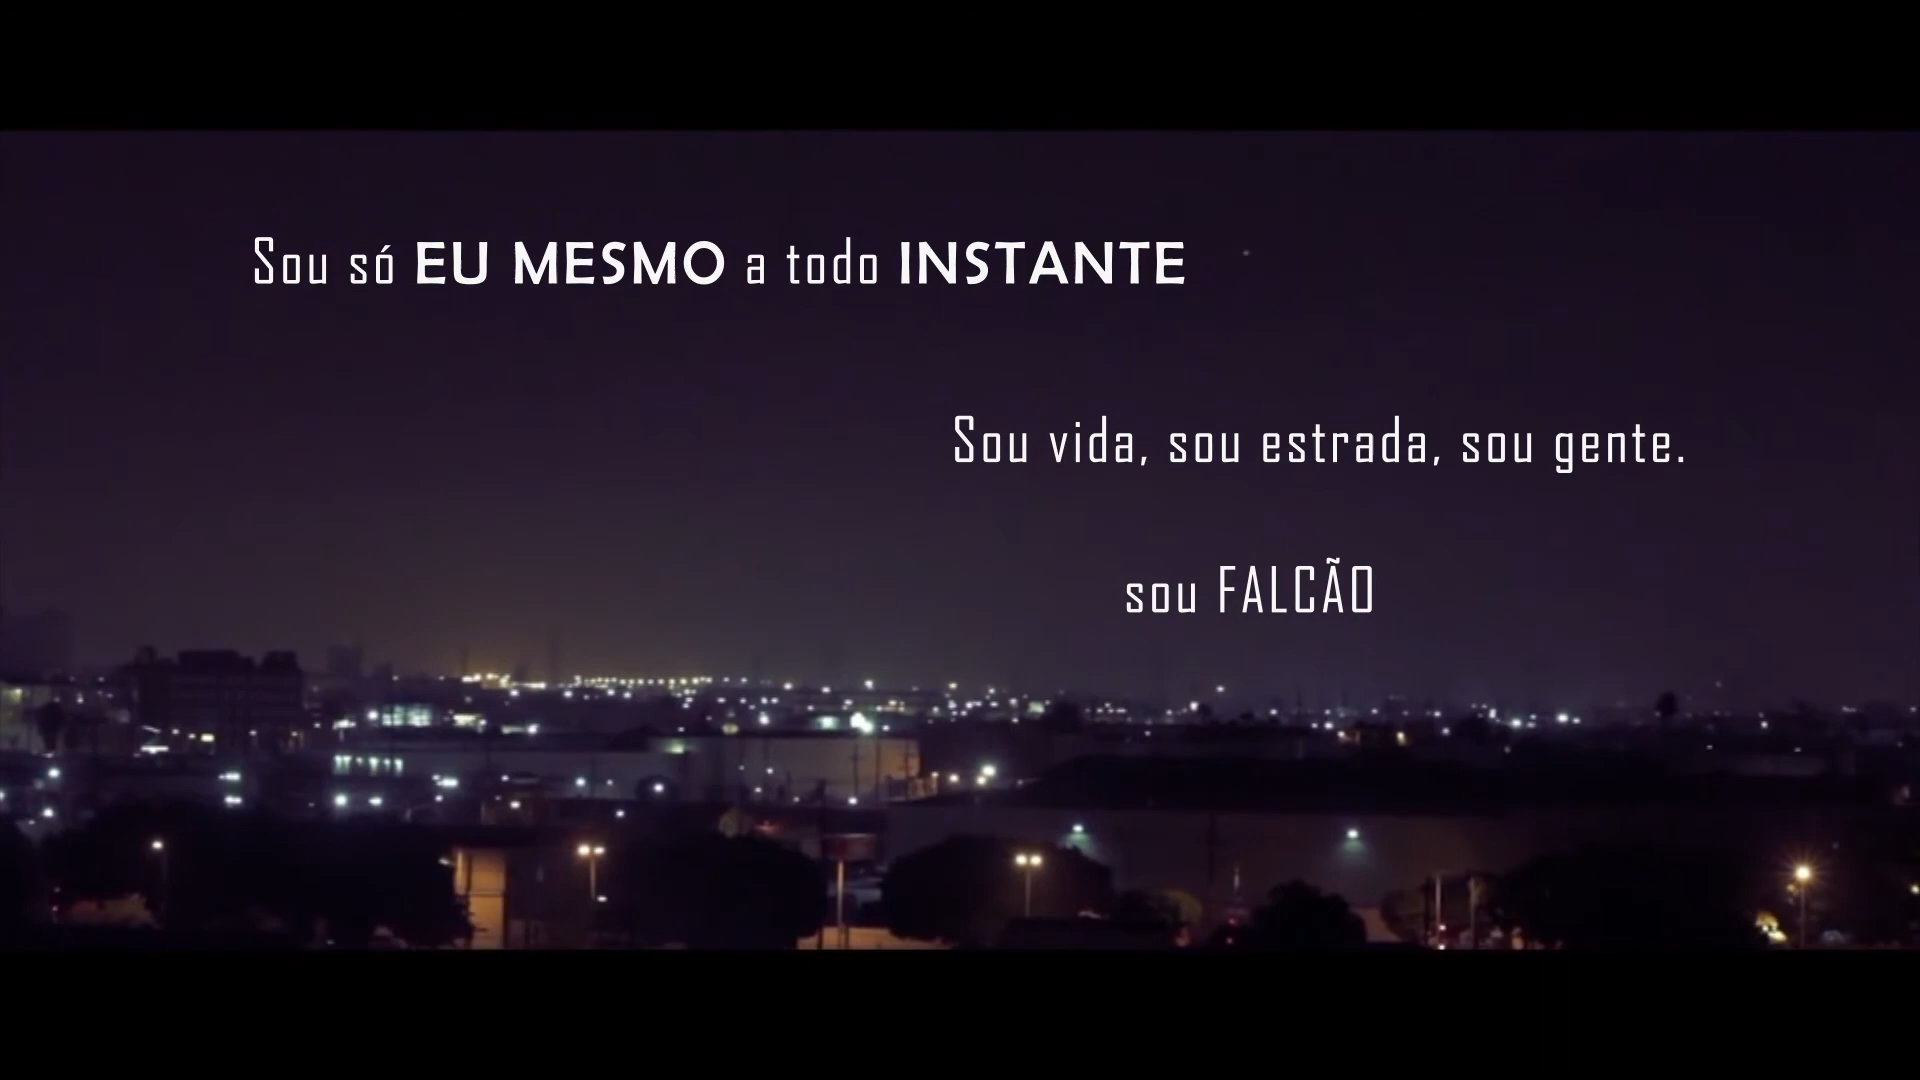 Sou só EU MESMO a todo INSTANTE
Sou vida, sou estrada, sou gente.
sou FALCÃO